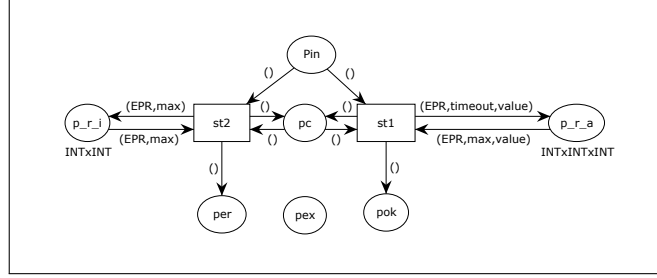 Pin
() ()
(EPR,max) () () (EPR,timeout,value)
p_r_i st2 pc st1 p_r_a
(EPR,max) () () (EPR,max,value)
INTxINT INTxINTxINT
() ()
per pex pok